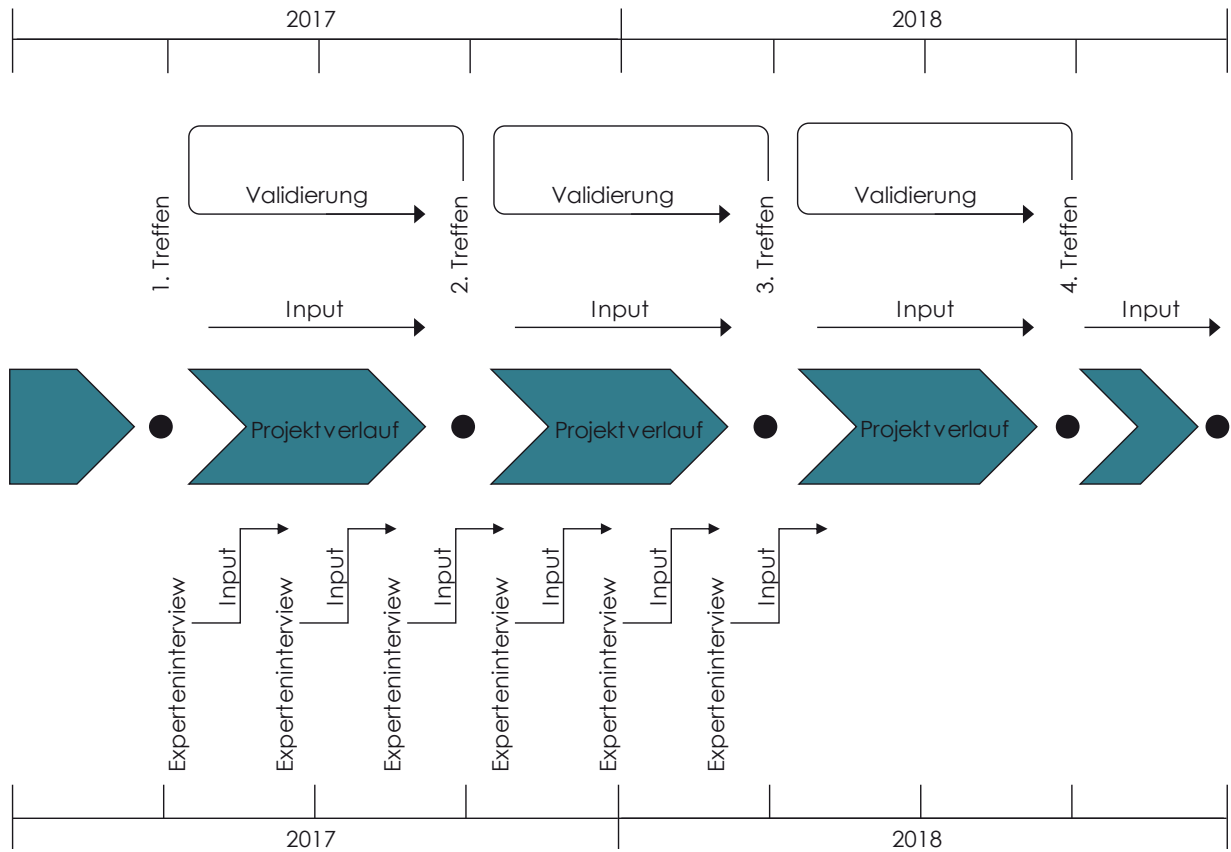 2017
2018
Validierung
Validierung
Validierung
1. Treffen
2. Treffen
3. Treffen
4. Treffen
Input
Input
Input
Input
Projektverlauf
Projektverlauf
Projektverlauf
Input
Input
Input
Input
Input
Input
Experteninterview
Experteninterview
Experteninterview
Experteninterview
Experteninterview
Experteninterview
2017
2018